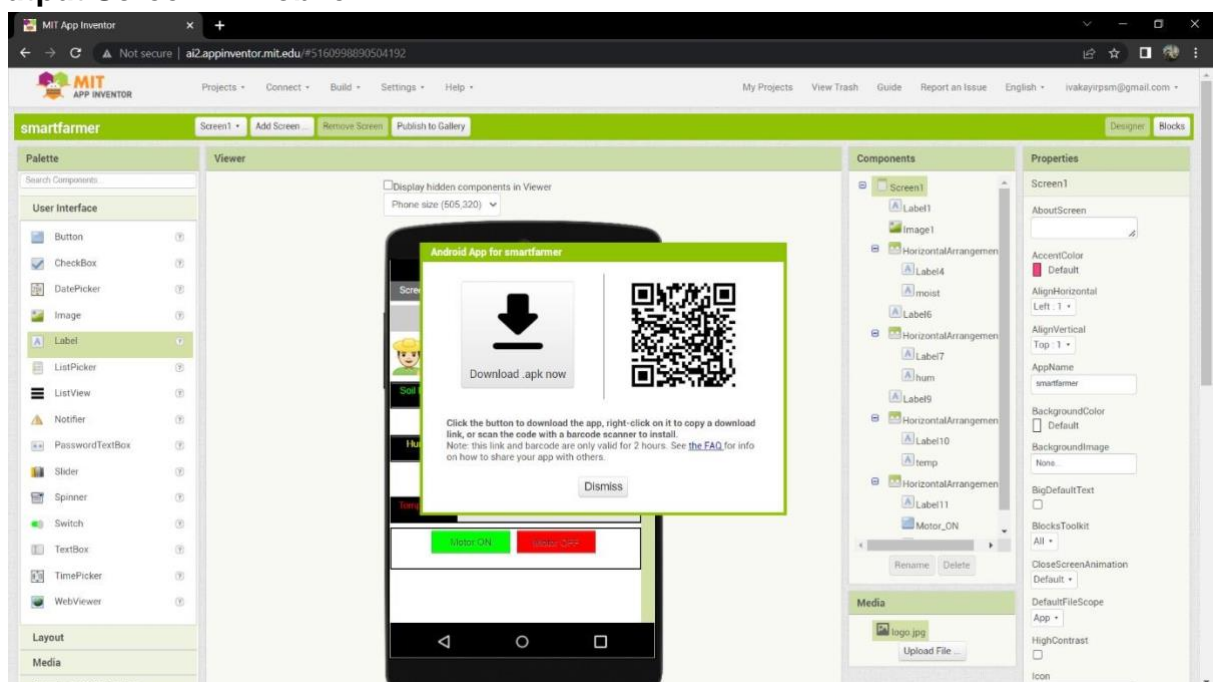 MIT App Inventor
Not secure | ai2.appinventor.mit.edu/#5160998890504192
MIT
APP INVENTOR
Projects Connect Build Settings Help My Projects View Trash Guide Report an Issue English ivakayirpsm@gmail.com
smartfarmer Screen1 Add Screen ... Remove Screen Publish to Gallery Designer Blocks
Palette
Search Components...
User Interface
Button
CheckBox
DatePicker
Image
Label
ListPicker
ListView
Notifier
PasswordTextBox
Slider
Spinner
Switch
TextBox
TimePicker
WebViewer
Layout
Media
Viewer
Display hidden components in Viewer
Phone size (505,320)
Android App for smartfarmer
Download .apk now
Click the button to download the app, right-click on it to copy a download
link, or scan the code with a barcode scanner to install.
Note: this link and barcode are only valid for 2 hours. See the FAQ for info
on how to share your app with others.
Dismiss
Motor ON Motor OFF
Components
Screen1
Label1
Image1
HorizontalArrangemen
Label4
moist
Label6
HorizontalArrangemen
Label7
hum
Label9
HorizontalArrangemen
Label10
temp
HorizontalArrangemen
Label11
Motor_ON
Rename Delete
Media
logo.jpg
Upload File ...
Properties
Screen1
AboutScreen
AccentColor
Default
AlignHorizontal
Left : 1
AlignVertical
Top : 1
AppName
smartfarmer
BackgroundColor
Default
BackgroundImage
None...
BigDefaultText
BlocksToolkit
All
CloseScreenAnimation
Default
DefaultFileScope
App
HighContrast
Icon